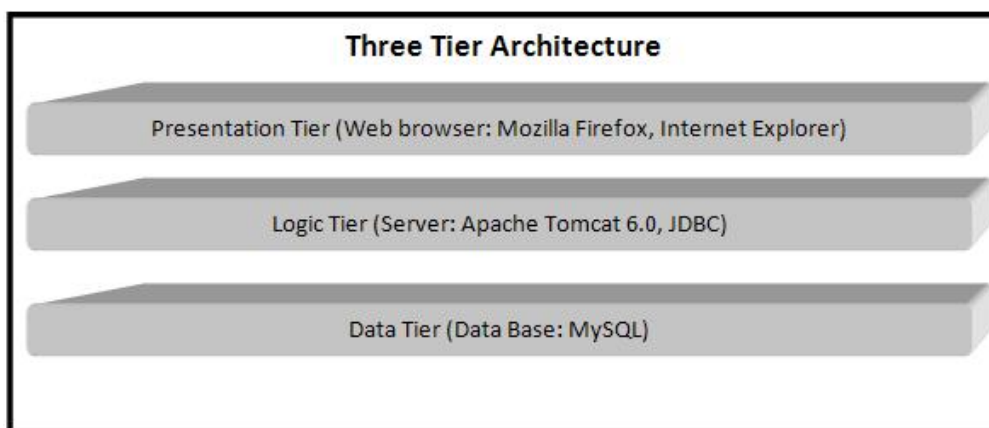 Three Tier Architecture
Presentation Tier (Web browser: Mozilla Firefox, Internet Explorer)
Logic Tier (Server: Apache Tomcat 6.0, JDBC)
Data Tier (Data Base: MySQL)